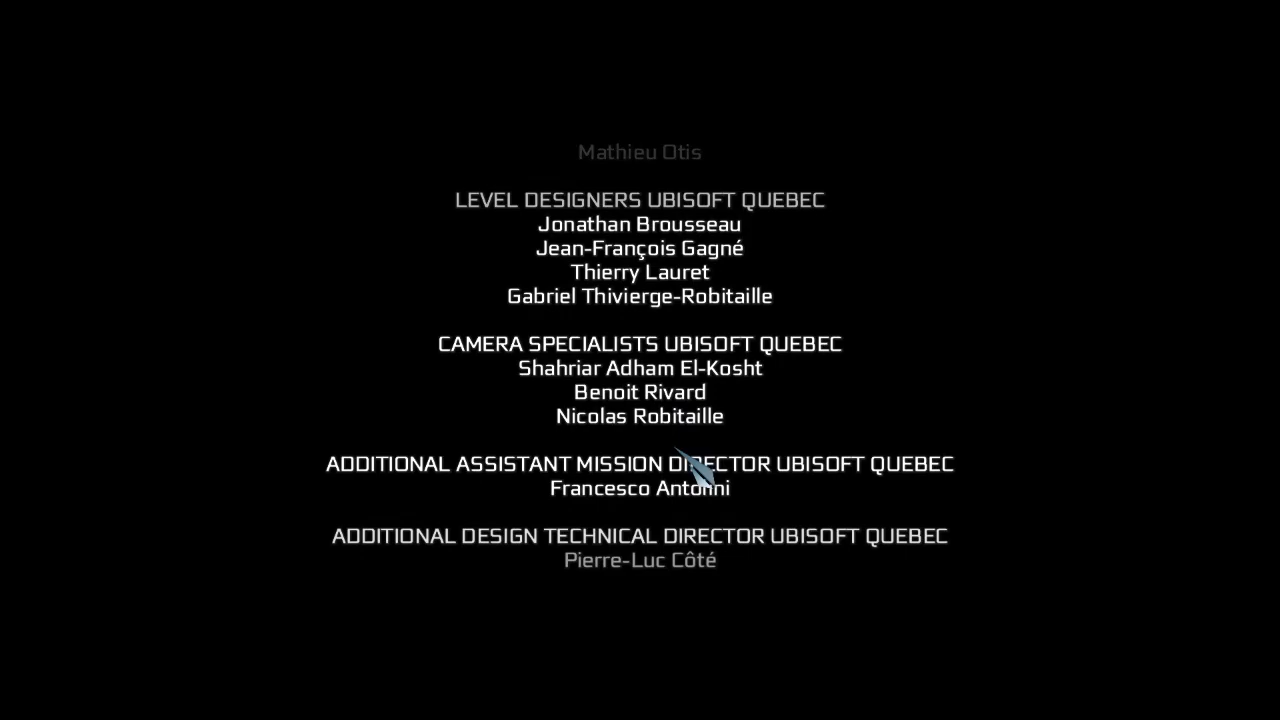 Mathieu Otis
LEVEL DESIGNERS UBISOFT QUEBEC
Jonathan Brousseau
Jean-François Gagné
Thierry Lauret
Gabriel Thivierge-Robitaille
CAMERA SPECIALISTS UBISOFT QUEBEC
Shahriar Adham El-Kosht
Benoit Rivard
Nicolas Robitaille
ADDITIONAL ASSISTANT MISSION DIRECTOR UBISOFT QUEBEC
Francesco Antolini
ADDITIONAL DESIGN TECHNICAL DIRECTOR UBISOFT QUEBEC
Pierre-Luc Côté